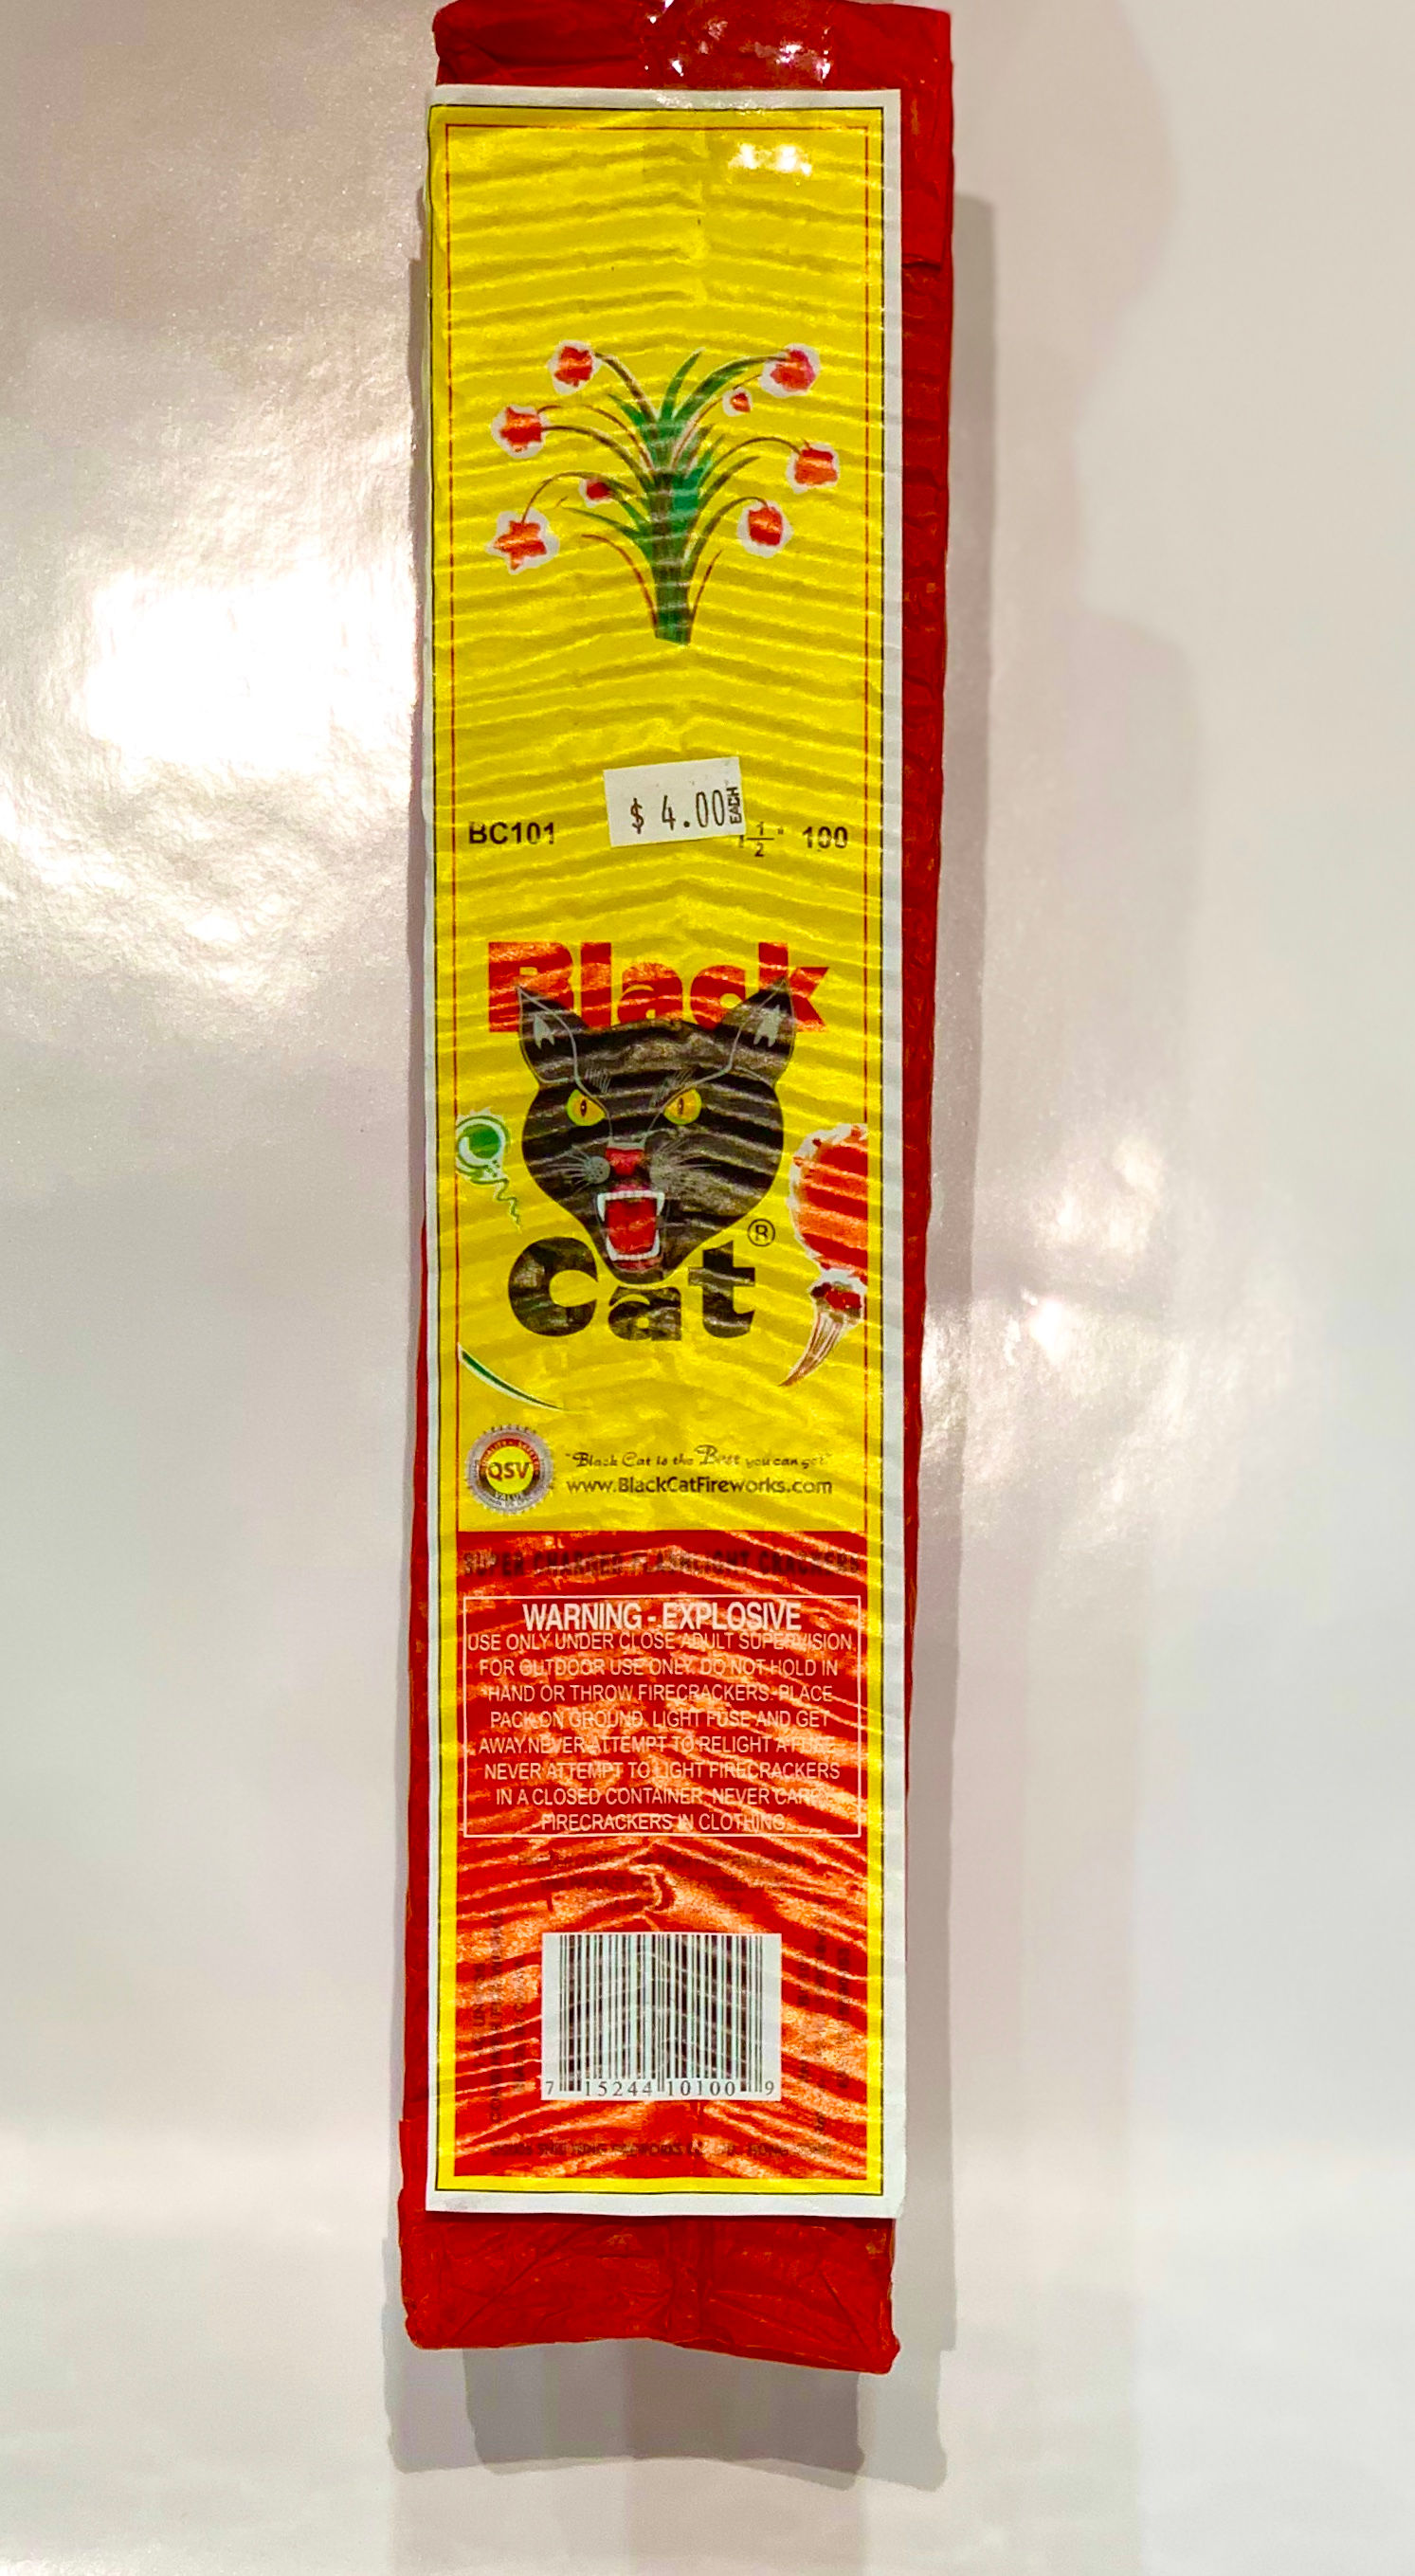 $ 4.00 EACH
BC101 1 1/2" 100
Black
Cat ®
QSV
"Black Cat is the Best you can get"
www.BlackCatFireworks.com
SUPER CHARGED FLASHLIGHT CRACKERS
WARNING - EXPLOSIVE
USE ONLY UNDER CLOSE ADULT SUPERVISION.
FOR OUTDOOR USE ONLY. DO NOT HOLD IN
HAND OR THROW FIRECRACKERS. PLACE
PACK ON GROUND. LIGHT FUSE AND GET
AWAY. NEVER ATTEMPT TO RELIGHT A FUSE.
NEVER ATTEMPT TO LIGHT FIRECRACKERS
IN A CLOSED CONTAINER. NEVER CARRY
FIRECRACKERS IN CLOTHING.
7 15244 10100 9